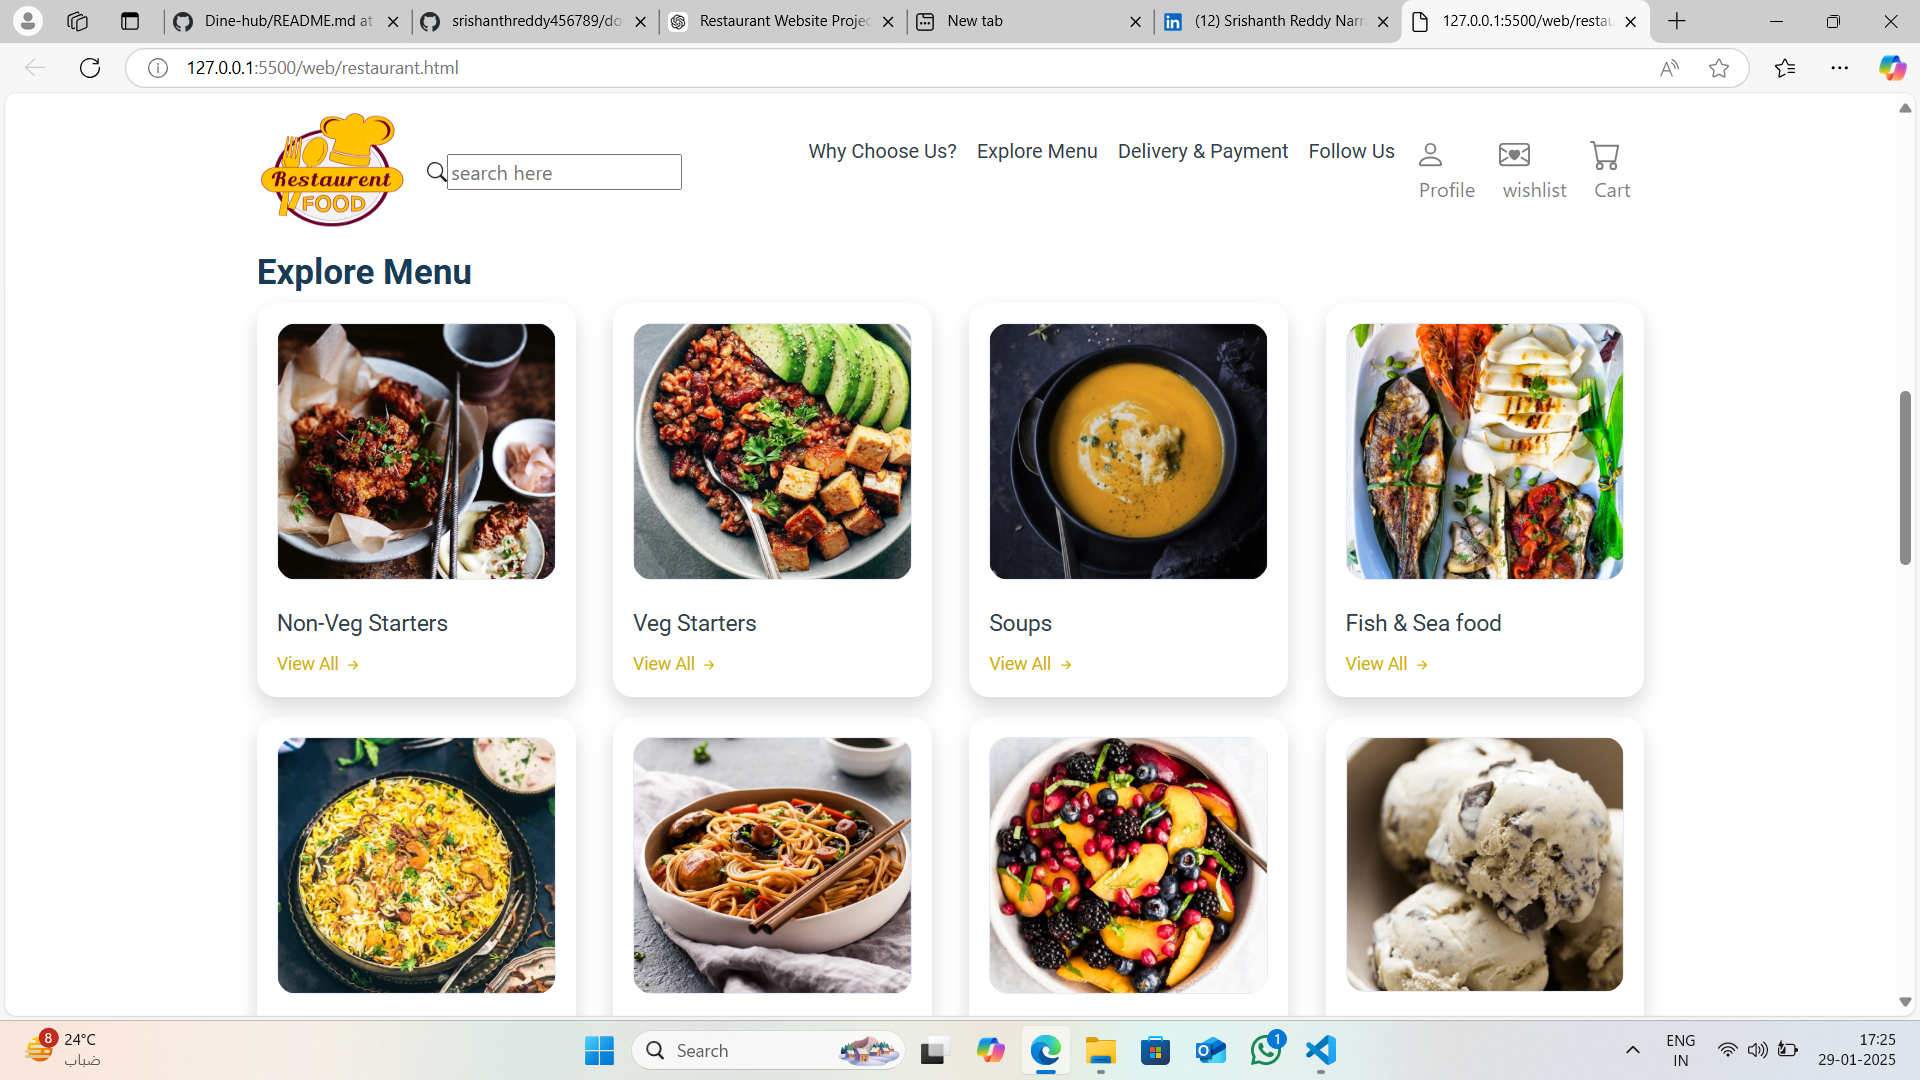 Dine-hub/README.md at
srishanthreddy456789/do
Restaurant Website Projec
New tab
(12) Srishanth Reddy Narr
127.0.0.1:5500/web/restau
127.0.0.1:5500/web/restaurant.html
Restaurent
FOOD
search here
Why Choose Us?
Explore Menu
Delivery & Payment
Follow Us
Profile
wishlist
Cart
Explore Menu
Non-Veg Starters
View All →
Veg Starters
View All →
Soups
View All →
Fish & Sea food
View All →
8
24°C
ضباب
Search
1
ENG
IN
17:25
29-01-2025